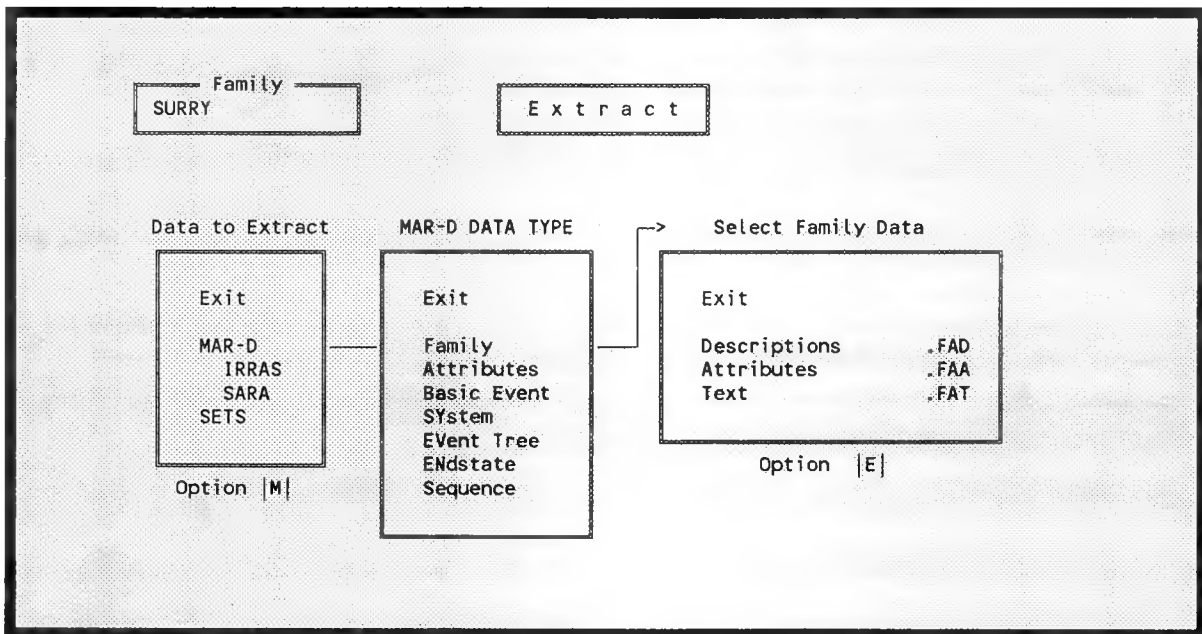 Family
SURRY
E x t r a c t
Data to Extract
Exit
MAR-D
IRRAS
SARA
SETS
Option |M|
MAR-D DATA TYPE
Exit
Family
Attributes
Basic Event
SYstem
EVent Tree
ENdstate
Sequence
-> Select Family Data
Exit
Descriptions .FAD
Attributes .FAA
Text .FAT
Option |E|